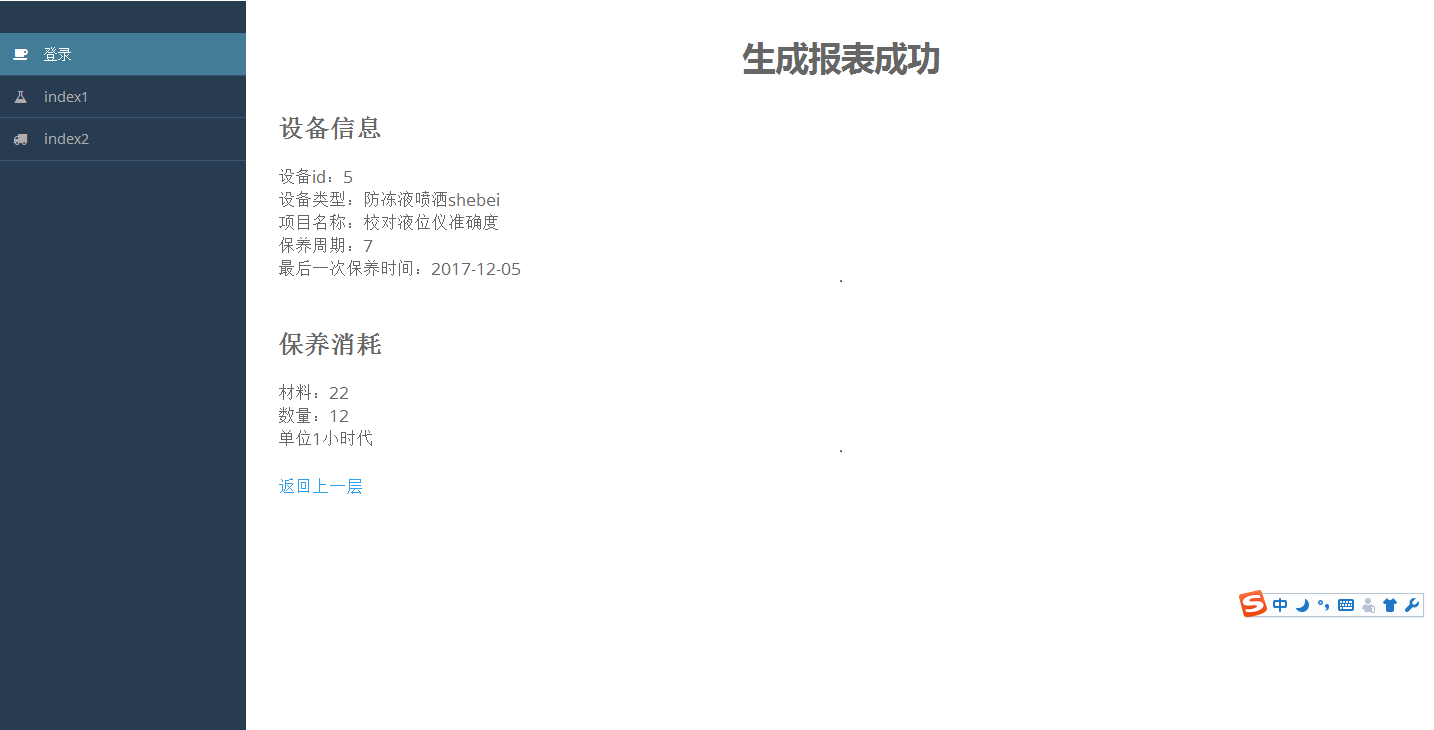 登录
index1
index2
生成报表成功
设备信息
设备id：5
设备类型：防冻液喷洒shebei
项目名称：校对液位仪准确度
保养周期：7
最后一次保养时间：2017-12-05
.
保养消耗
材料：22
数量：12
单位1小时代
.
返回上一层
S中